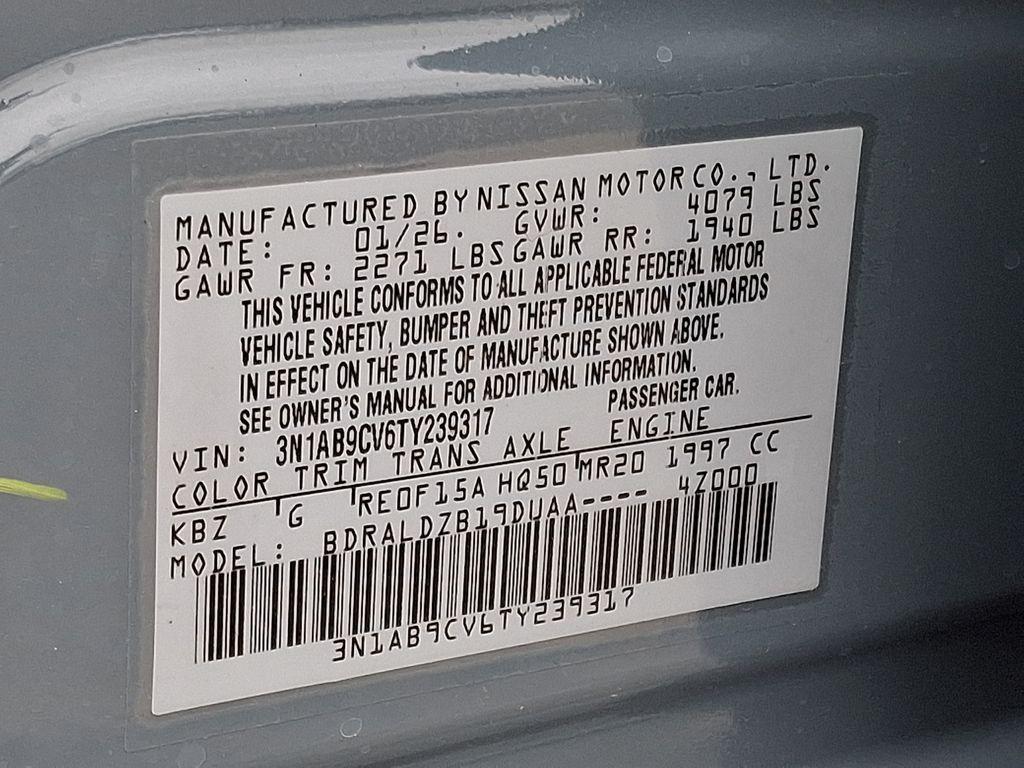 MANUFACTURED BY NISSAN MOTOR CO., LTD.
DATE: 01/26. GVWR: 4079 LBS
GAWR FR: 2271 LBS GAWR RR: 1940 LBS
THIS VEHICLE CONFORMS TO ALL APPLICABLE FEDERAL MOTOR
VEHICLE SAFETY, BUMPER AND THEFT PREVENTION STANDARDS
IN EFFECT ON THE DATE OF MANUFACTURE SHOWN ABOVE.
SEE OWNER'S MANUAL FOR ADDITIONAL INFORMATION.
VIN: 3N1AB9CV6TY239317 PASSENGER CAR.
COLOR TRIM TRANS AXLE ENGINE
KBZ G RE0F15A HQ50 MR20 1997 CC
MODEL: BDRALDZB19DUAA---- 47000
3N1AB9CV6TY239317